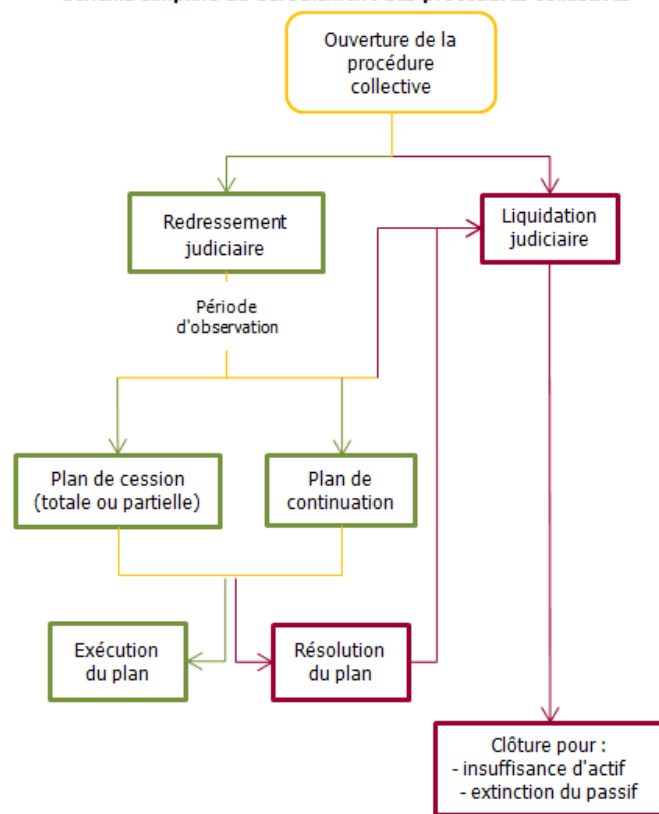 Ouverture de la
procédure
collective
Redressement
judiciaire
Liquidation
judiciaire
Période
d'observation
Plan de cession
(totale ou partielle)
Plan de
continuation
Exécution
du plan
Résolution
du plan
Clôture pour :
- insuffisance d'actif
- extinction du passif